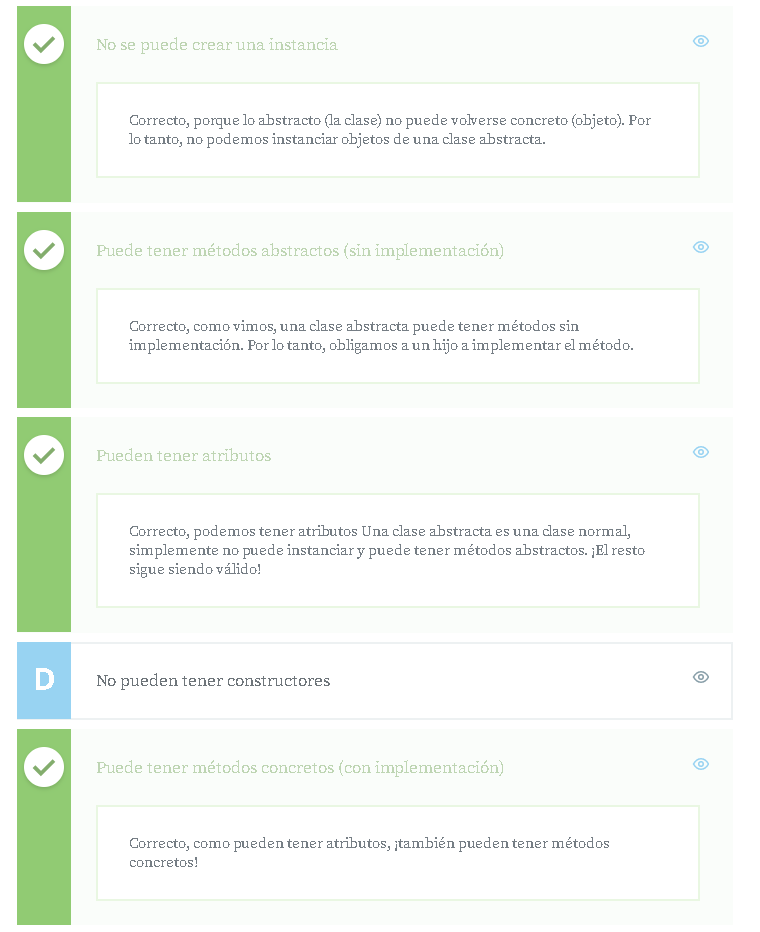 No se puede crear una instancia
Correcto, porque lo abstracto (la clase) no puede volverse concreto (objeto). Por
lo tanto, no podemos instanciar objetos de una clase abstracta.
Puede tener métodos abstractos (sin implementación)
Correcto, como vimos, una clase abstracta puede tener métodos sin
implementación. Por lo tanto, obligamos a un hijo a implementar el método.
Pueden tener atributos
Correcto, podemos tener atributos Una clase abstracta es una clase normal,
simplemente no puede instanciar y puede tener métodos abstractos. ¡El resto
sigue siendo válido!
D
No pueden tener constructores
Puede tener métodos concretos (con implementación)
Correcto, como pueden tener atributos, ¡también pueden tener métodos
concretos!